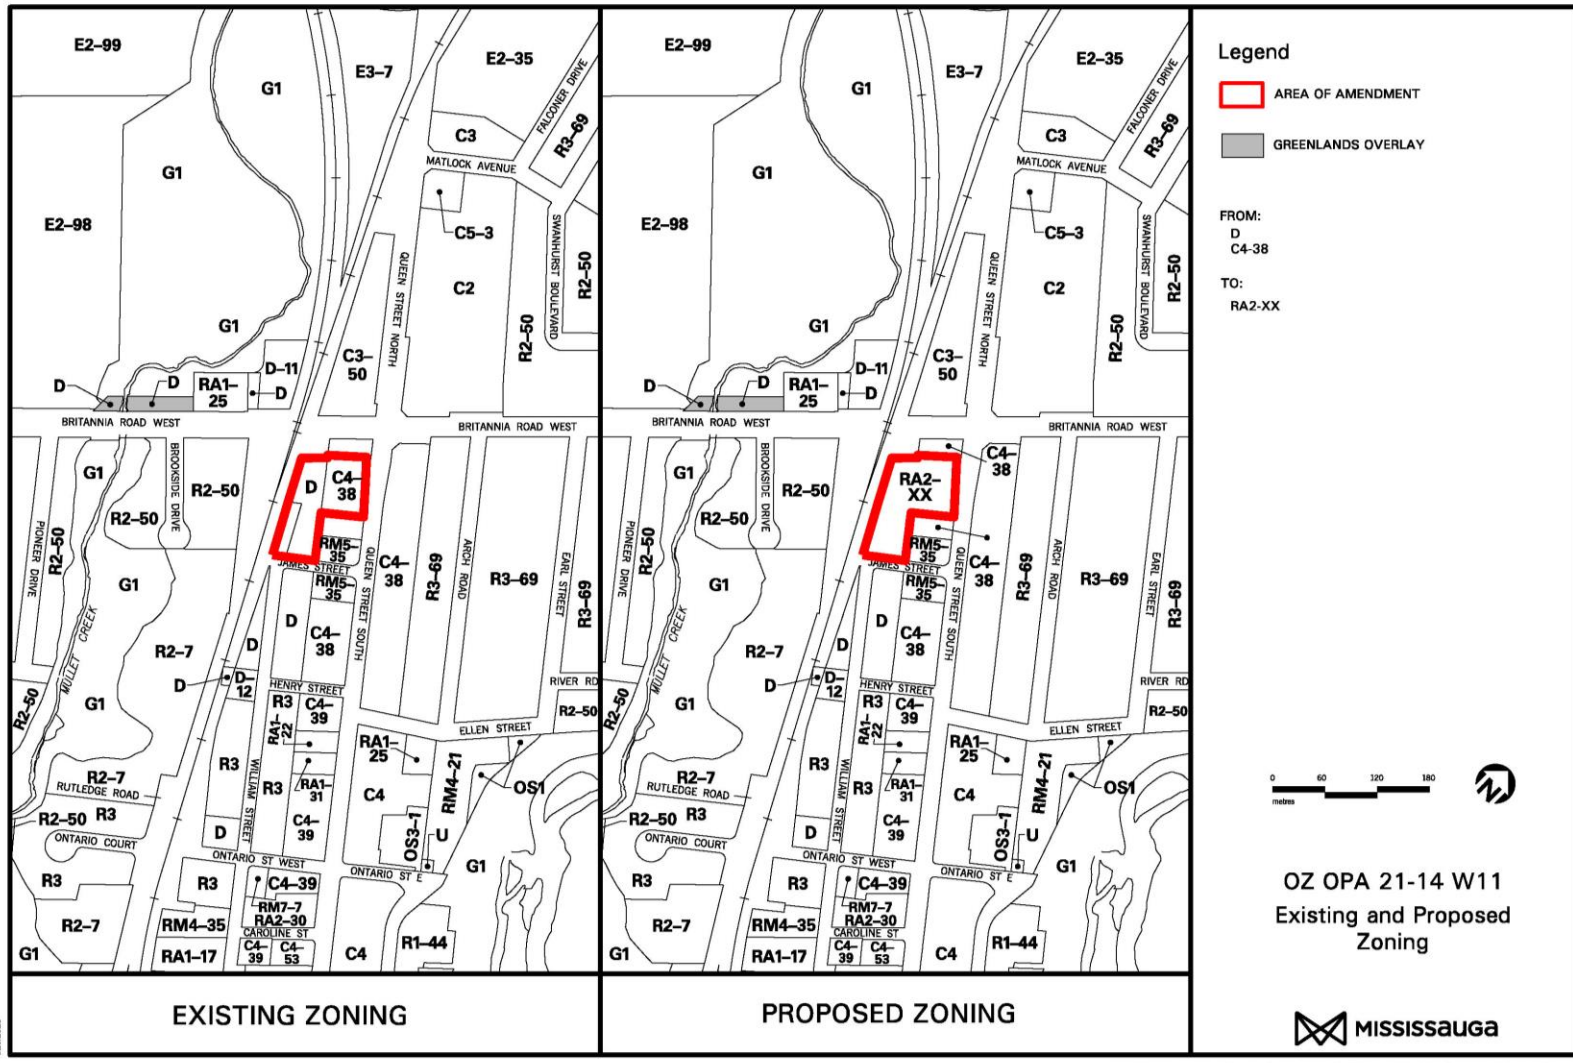 E2–99
E3–7
E2–35
G1
FALCONER DRIVE
C3
R3–69
MATLOCK AVENUE
G1
C5–3
E2–98
SWANHURST BOULEVARD
R2–50
QUEEN STREET NORTH
C2
G1
R2–50
C3–
50
D–11
D
D
RA1–
25
D
BRITANNIA ROAD WEST
BRITANNIA ROAD WEST
G1
BROOKSIDE DRIVE
R2–50
D
C4–
38
R2–50
PIONEER DRIVE
R2–50
RM5–
35
JAMES STREET
QUEEN STREET SOUTH
C4–
38
R3–69
ARCH ROAD
R3–69
EARL STREET
R3–69
RM5–
35
G1
MULLET CREEK
R2–7
D
D
C4–
38
D
D–
12
HENRY STREET
RIVER RD
R2–50
G1
R2–50
R3
C4–
39
RA1–
22
ELLEN STREET
RA1–
25
R2–7
R3
WILLIAM STREET
R3
RA1–
31
RM4–21
OS1
RUTLEDGE ROAD
R3
C4
R2–50
ONTARIO COURT
D
C4–
39
OS3–1
U
ONTARIO ST WEST
ONTARIO ST E
G1
R3
R3
C4–39
RM7–7
RA2–30
R2–7
RM4–35
CAROLINE ST
R1–44
G1
RA1–17
C4–
39
C4–
53
C4
EXISTING ZONING
E2–99
E3–7
E2–35
G1
FALCONER DRIVE
C3
R3–69
MATLOCK AVENUE
G1
C5–3
E2–98
SWANHURST BOULEVARD
R2–50
QUEEN STREET NORTH
C2
G1
R2–50
C3–
50
D–11
D
D
RA1–
25
D
BRITANNIA ROAD WEST
BRITANNIA ROAD WEST
G1
BROOKSIDE DRIVE
R2–50
RA2–
XX
C4–
38
R2–50
PIONEER DRIVE
R2–50
RM5–
35
JAMES STREET
QUEEN STREET SOUTH
C4–
38
R3–69
ARCH ROAD
R3–69
EARL STREET
R3–69
RM5–
35
G1
MULLET CREEK
R2–7
D
D
C4–
38
D
D–
12
HENRY STREET
RIVER RD
R2–50
G1
R2–50
R3
C4–
39
RA1–
22
ELLEN STREET
RA1–
25
R2–7
R3
WILLIAM STREET
R3
RA1–
31
RM4–21
OS1
RUTLEDGE ROAD
R3
C4
R2–50
ONTARIO COURT
D
C4–
39
OS3–1
U
ONTARIO ST WEST
ONTARIO ST E
G1
R3
R3
C4–39
RM7–7
RA2–30
R2–7
RM4–35
CAROLINE ST
R1–44
G1
RA1–17
C4–
39
C4–
53
C4
PROPOSED ZONING
Legend
AREA OF AMENDMENT
GREENLANDS OVERLAY
FROM:
D
C4-38
TO:
RA2-XX
0 60 120 180
metres
OZ OPA 21-14 W11
Existing and Proposed
Zoning
MISSISSAUGA